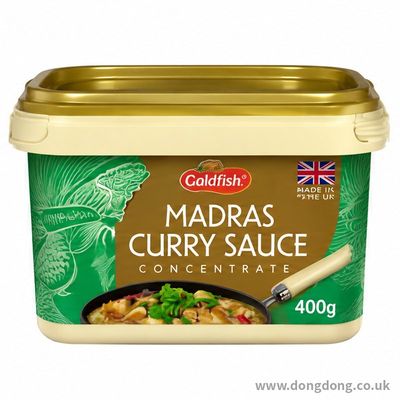 Goldfish®
MADE IN
THE UK
MADRAS
CURRY SAUCE
CONCENTRATE
400g
www.dongdong.co.uk